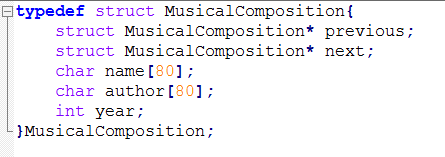 typedef struct MusicalComposition{
    struct MusicalComposition* previous;
    struct MusicalComposition* next;
    char name[80];
    char author[80];
    int year;
}MusicalComposition;